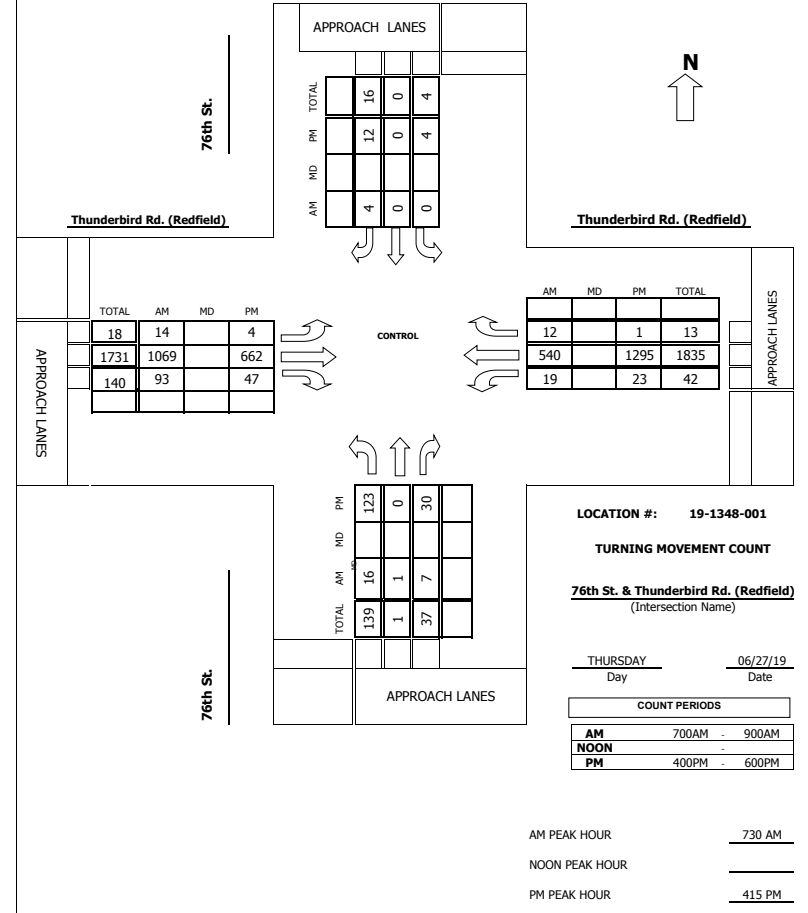 APPROACH LANES
N
76th St.
TOTAL 16 0 4
PM 12 0 4
MD
AM 4 0 0
Thunderbird Rd. (Redfield)
Thunderbird Rd. (Redfield)
TOTAL AM MD PM
18 14 4
1731 1069 662
140 93 47
APPROACH LANES
CONTROL
AM MD PM TOTAL
12 1 13
540 1295 1835
19 23 42
APPROACH LANES
PM 123 0 30
MD
MD
AM 16 1 7
TOTAL 139 1 37
APPROACH LANES
76th St.
LOCATION #: 19-1348-001
TURNING MOVEMENT COUNT
76th St. & Thunderbird Rd. (Redfield)
(Intersection Name)
THURSDAY 06/27/19
Day Date
COUNT PERIODS
AM 700AM - 900AM
NOON -
PM 400PM - 600PM
AM PEAK HOUR 730 AM
NOON PEAK HOUR
PM PEAK HOUR 415 PM